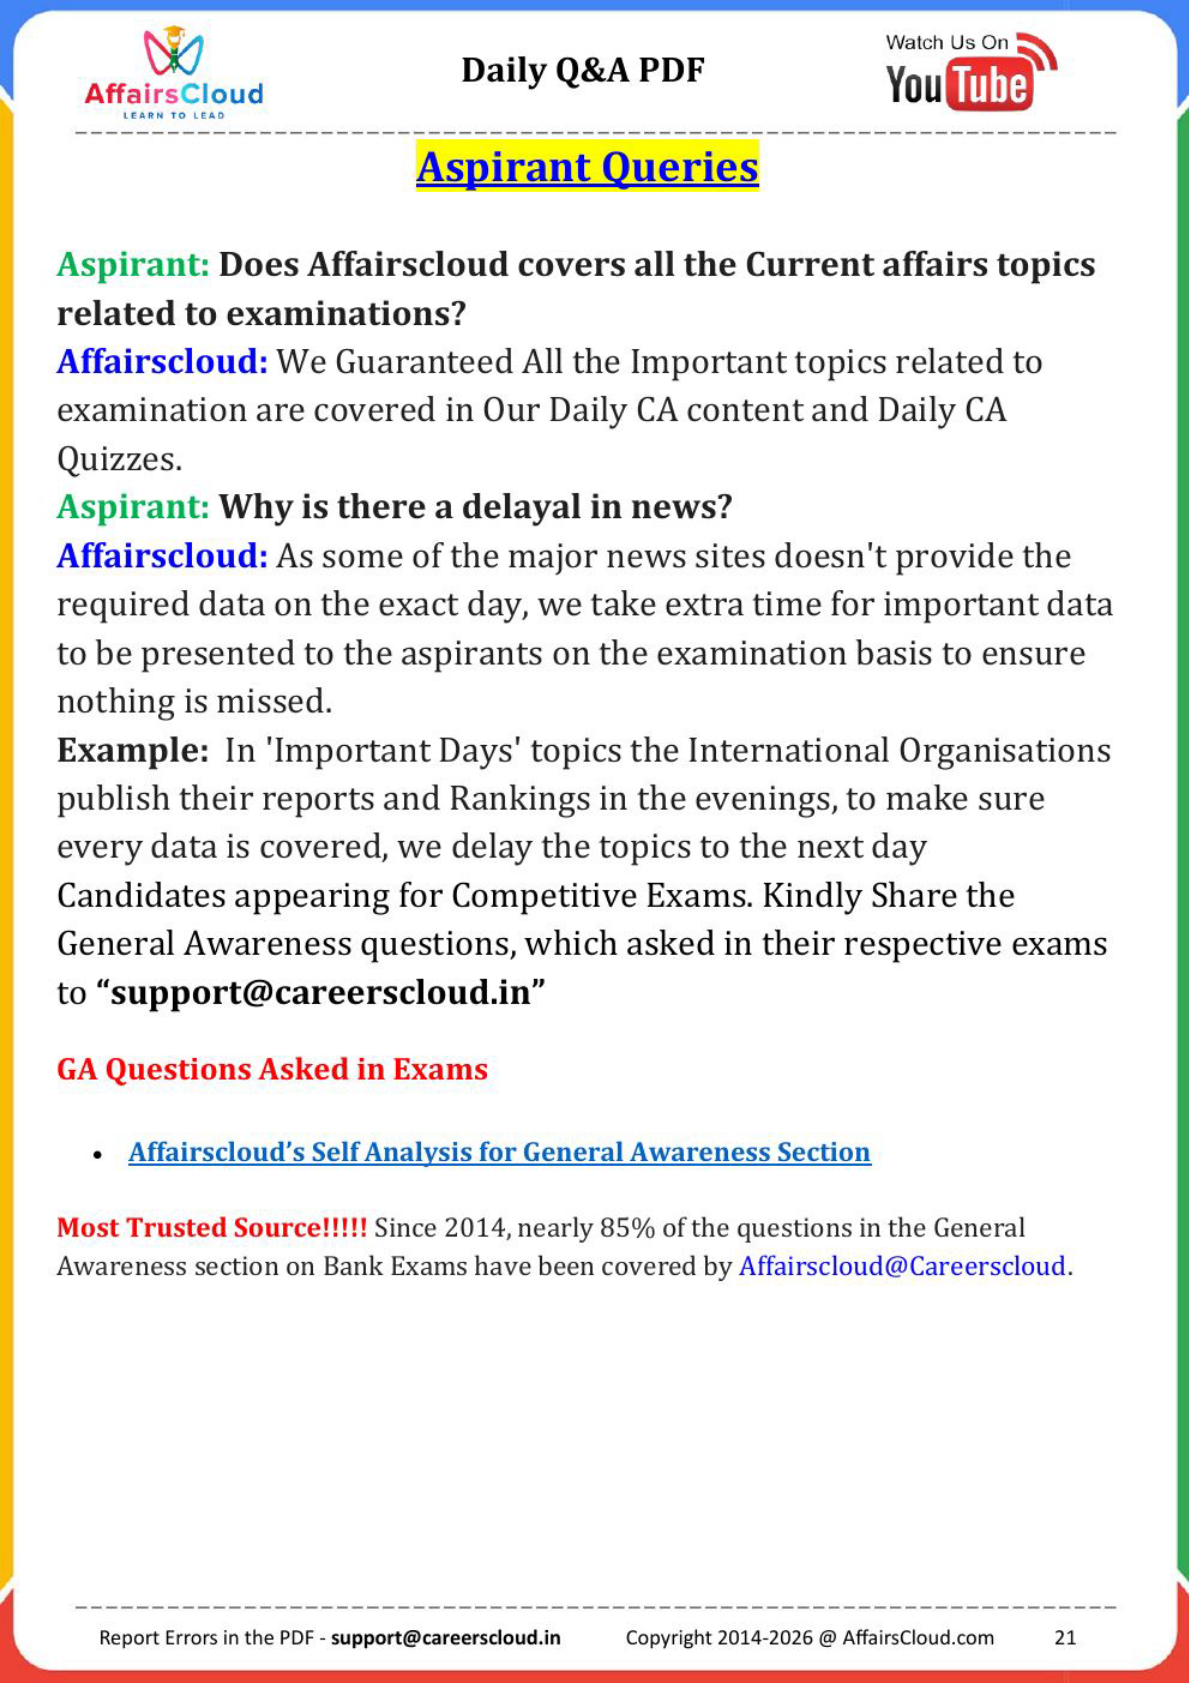 AffairsCloud
LEARN TO LEAD
Daily Q&A PDF
Watch Us On
YouTube
Aspirant Queries
Aspirant: Does Affairscloud covers all the Current affairs topics
related to examinations?
Affairscloud: We Guaranteed All the Important topics related to
examination are covered in Our Daily CA content and Daily CA
Quizzes.
Aspirant: Why is there a delayal in news?
Affairscloud: As some of the major news sites doesn't provide the
required data on the exact day, we take extra time for important data
to be presented to the aspirants on the examination basis to ensure
nothing is missed.
Example:  In 'Important Days' topics the International Organisations
publish their reports and Rankings in the evenings, to make sure
every data is covered, we delay the topics to the next day
Candidates appearing for Competitive Exams. Kindly Share the
General Awareness questions, which asked in their respective exams
to “support@careerscloud.in”
GA Questions Asked in Exams
• Affairscloud’s Self Analysis for General Awareness Section
Most Trusted Source!!!!! Since 2014, nearly 85% of the questions in the General
Awareness section on Bank Exams have been covered by Affairscloud@Careerscloud.
Report Errors in the PDF - support@careerscloud.in Copyright 2014-2026 @ AffairsCloud.com 21